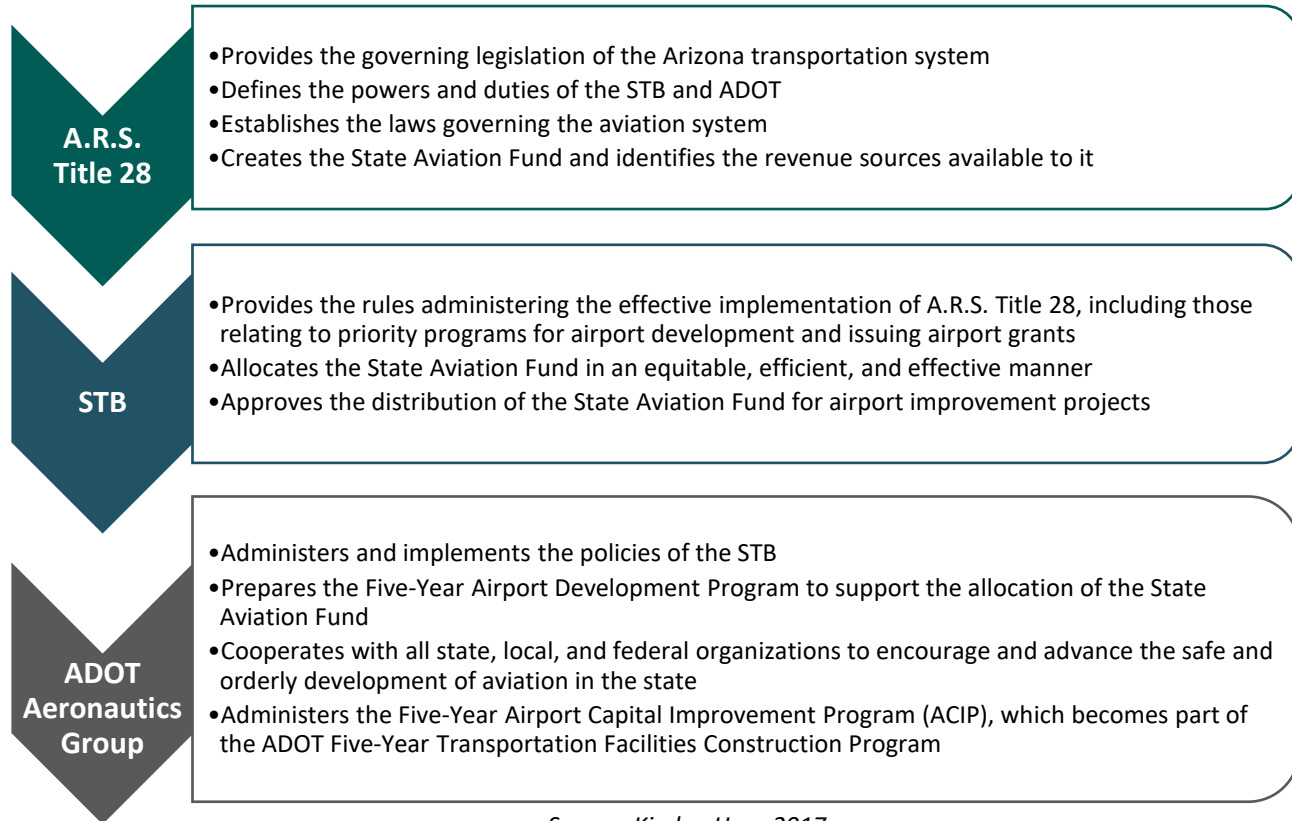 A.R.S.
Title 28
•Provides the governing legislation of the Arizona transportation system
•Defines the powers and duties of the STB and ADOT
•Establishes the laws governing the aviation system
•Creates the State Aviation Fund and identifies the revenue sources available to it
STB
•Provides the rules administering the effective implementation of A.R.S. Title 28, including those
relating to priority programs for airport development and issuing airport grants
•Allocates the State Aviation Fund in an equitable, efficient, and effective manner
•Approves the distribution of the State Aviation Fund for airport improvement projects
ADOT
Aeronautics
Group
•Administers and implements the policies of the STB
•Prepares the Five-Year Airport Development Program to support the allocation of the State
Aviation Fund
•Cooperates with all state, local, and federal organizations to encourage and advance the safe and
orderly development of aviation in the state
•Administers the Five-Year Airport Capital Improvement Program (ACIP), which becomes part of
the ADOT Five-Year Transportation Facilities Construction Program